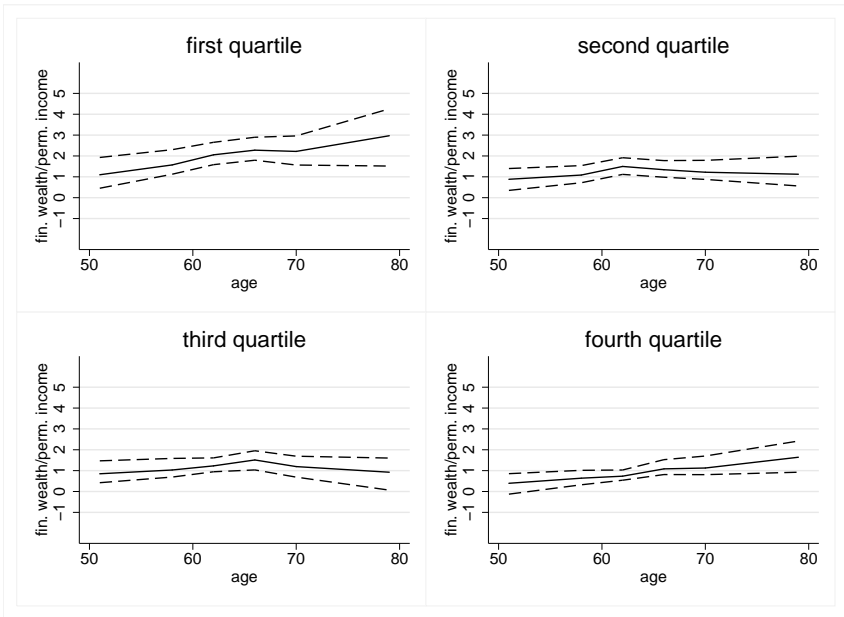 first quartile
fin. wealth/perm. income
5
4
3
2
1
0
−1
50 60 70 80
age
second quartile
fin. wealth/perm. income
5
4
3
2
1
0
−1
50 60 70 80
age
third quartile
fin. wealth/perm. income
5
4
3
2
1
0
−1
50 60 70 80
age
fourth quartile
fin. wealth/perm. income
5
4
3
2
1
0
−1
50 60 70 80
age